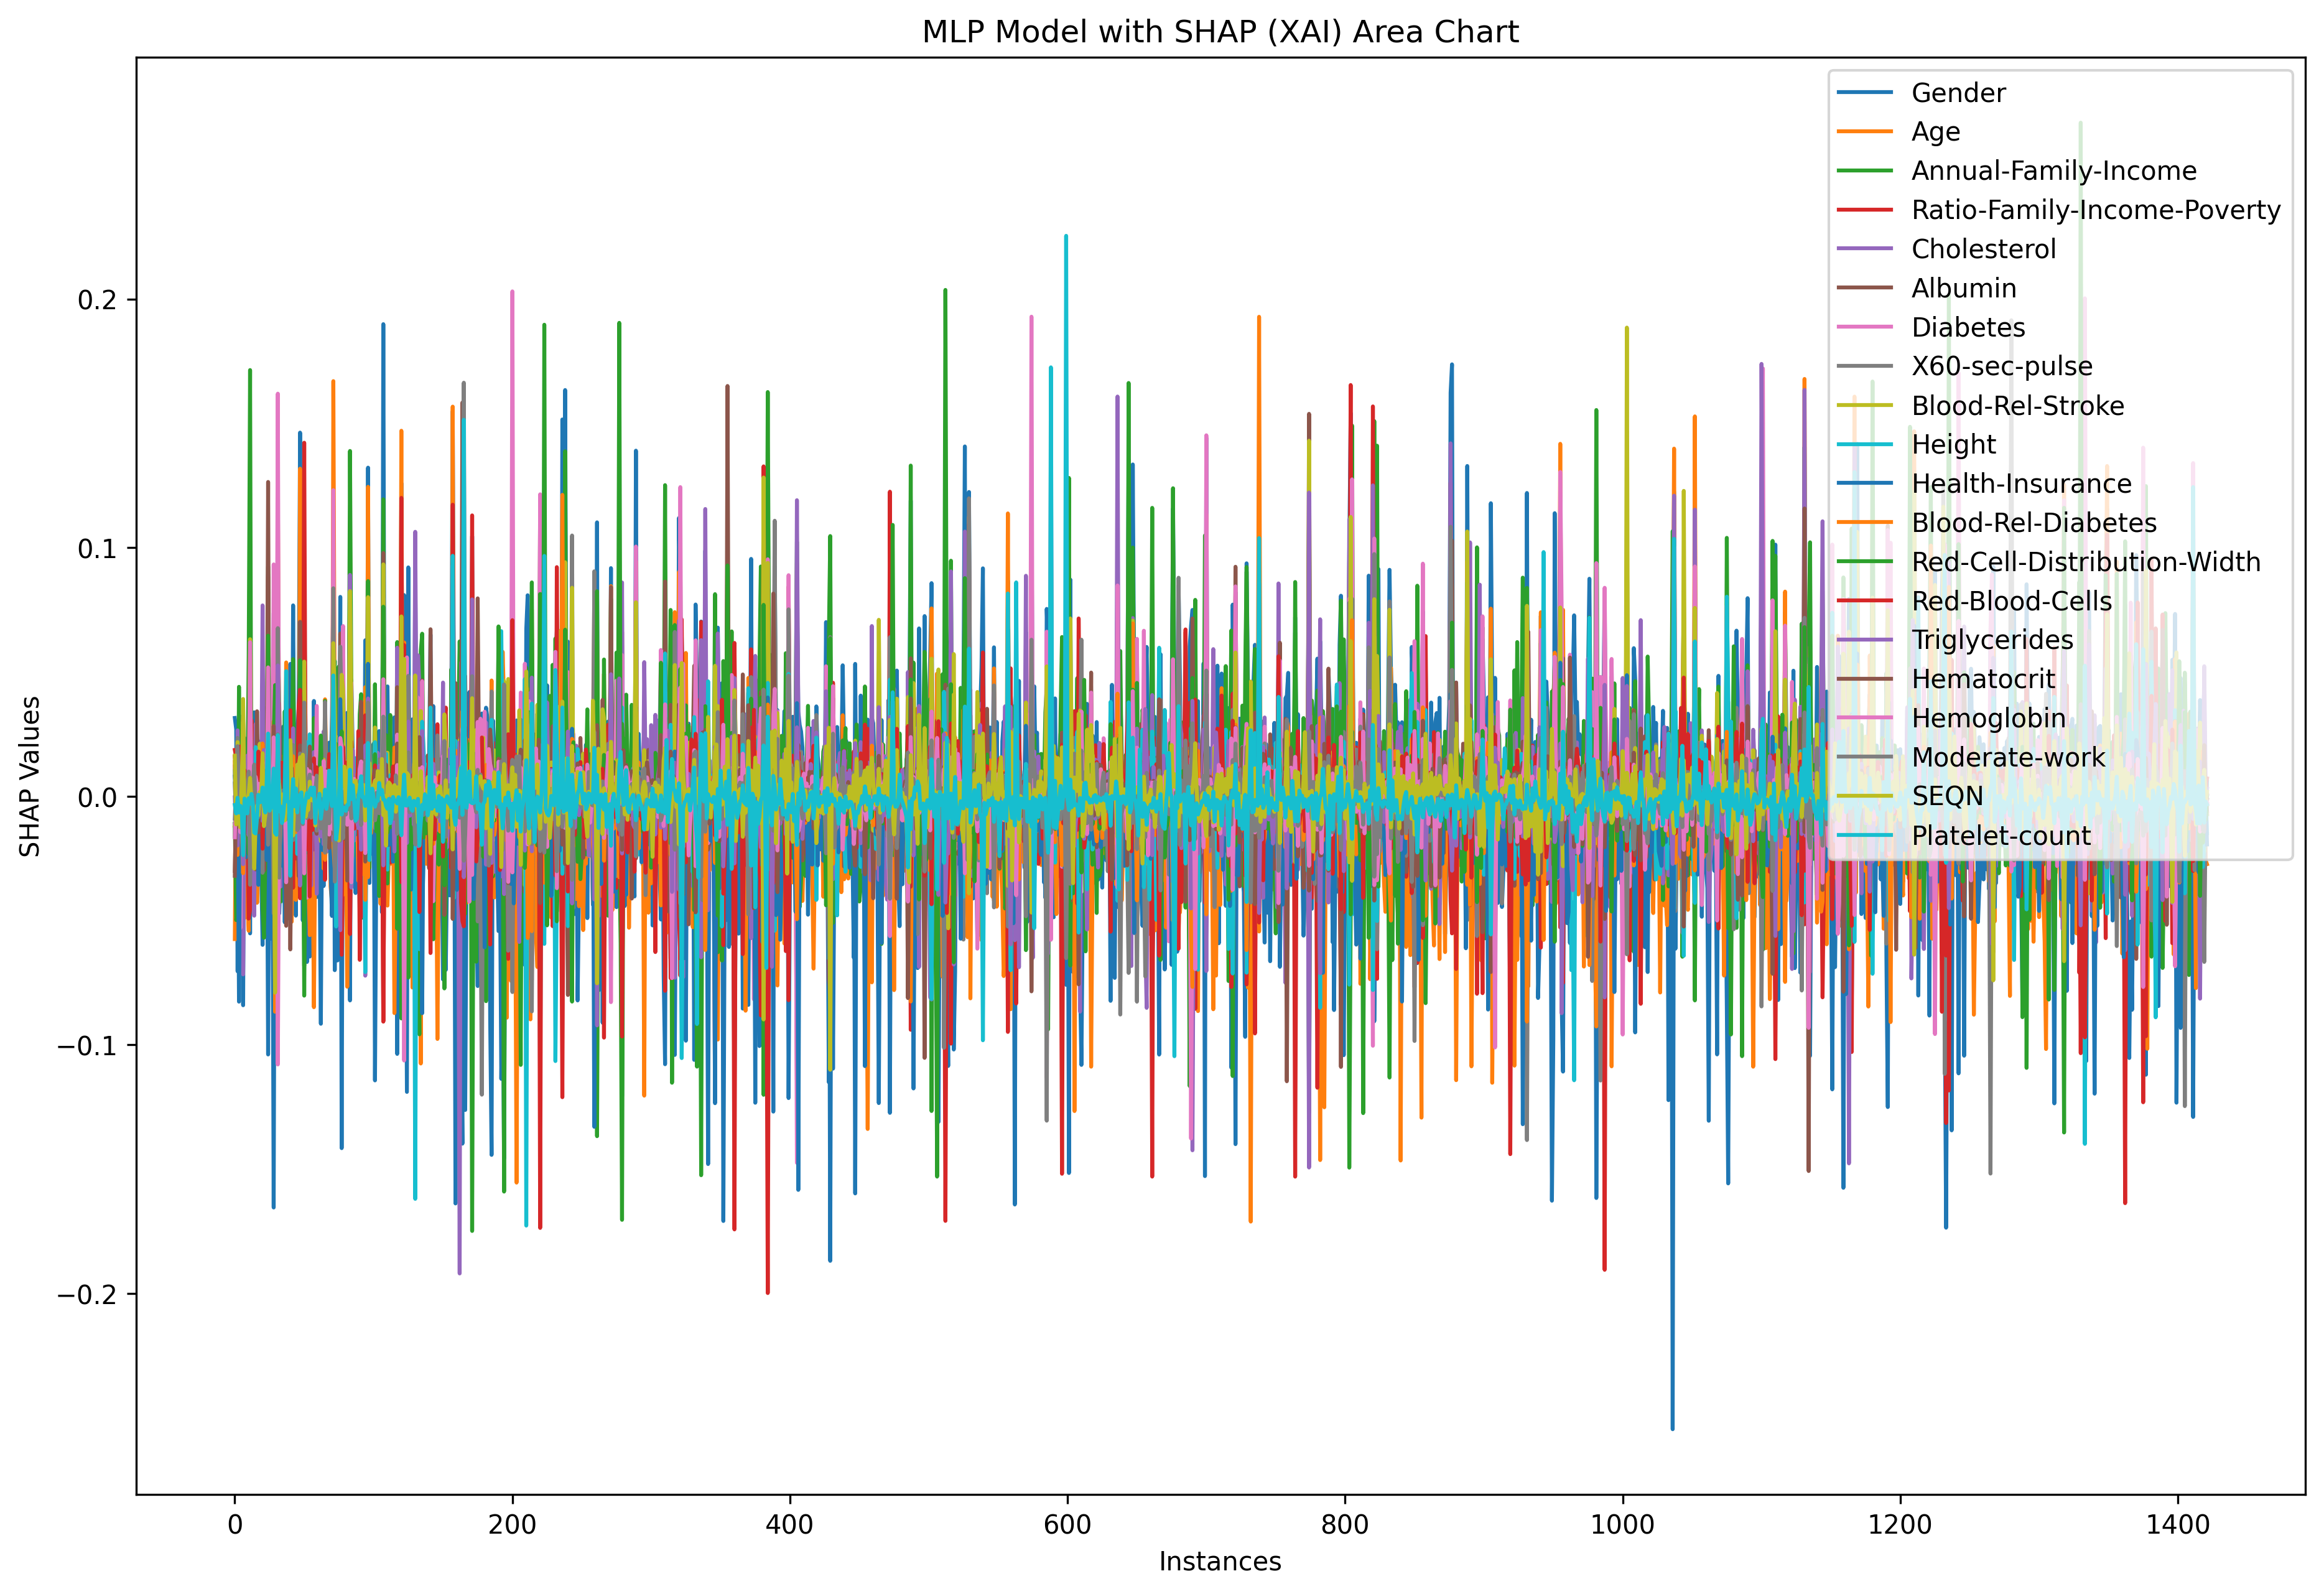 MLP Model with SHAP (XAI) Area Chart
Gender
Age
Annual-Family-Income
Ratio-Family-Income-Poverty
Cholesterol
Albumin
Diabetes
X60-sec-pulse
Blood-Rel-Stroke
Height
Health-Insurance
Blood-Rel-Diabetes
Red-Cell-Distribution-Width
Red-Blood-Cells
Triglycerides
Hematocrit
Hemoglobin
Moderate-work
SEQN
Platelet-count
SHAP Values
0.2
0.1
0.0
−0.1
−0.2
0 200 400 600 800 1000 1200 1400
Instances